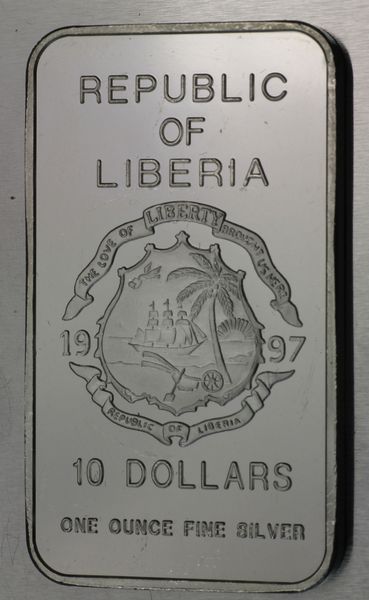 REPUBLIC
OF
LIBERIA
THE LOVE OF LIBERTY BROUGHT US HERE
19 97
REPUBLIC OF LIBERIA
10 DOLLARS
ONE OUNCE FINE SILVER